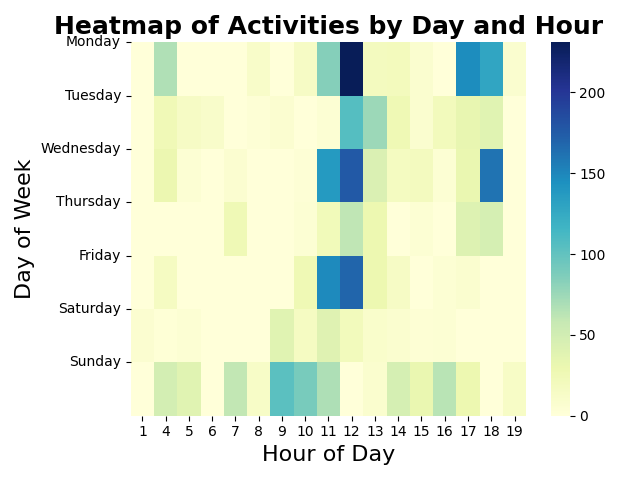 Heatmap of Activities by Day and Hour
Day of Week
Monday
Tuesday
Wednesday
Thursday
Friday
Saturday
Sunday
1 4 5 6 7 8 9 10 11 12 13 14 15 16 17 18 19
Hour of Day
200
150
100
50
0